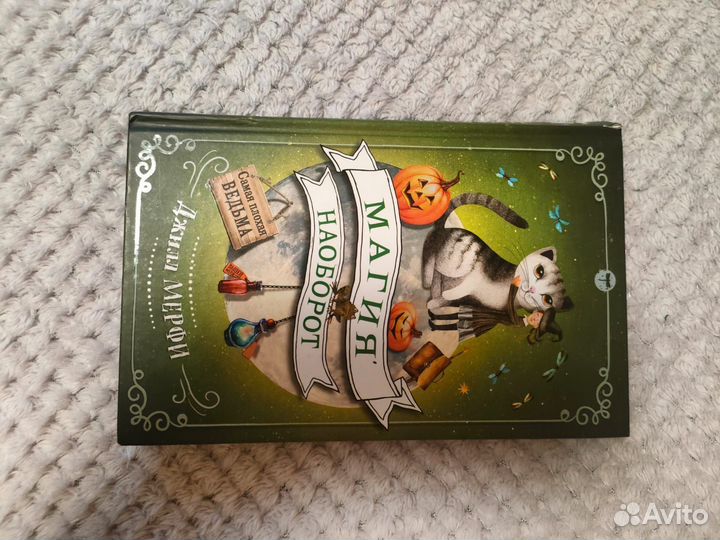 МАГИЯ
НАОБОРОТ
Самая плохая
ВЕДЬМА
Джилл МЕРФИ
Avito